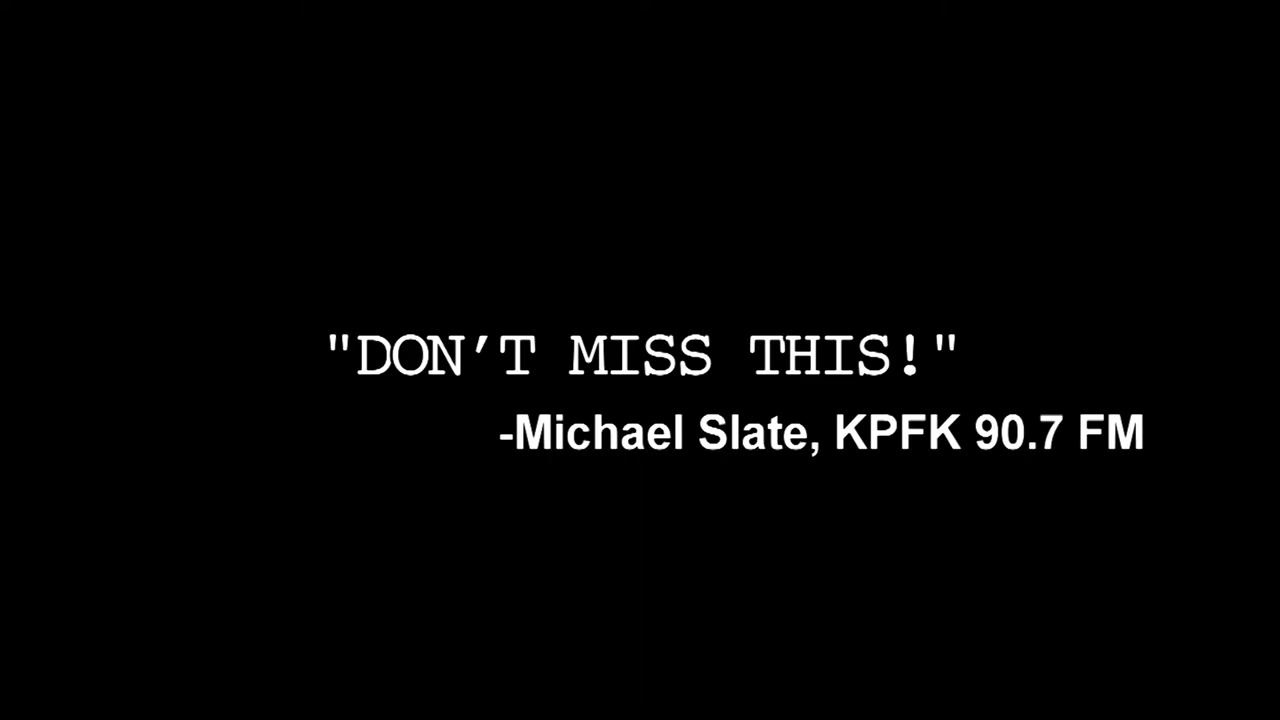 "DON’T MISS THIS!"
-Michael Slate, KPFK 90.7 FM